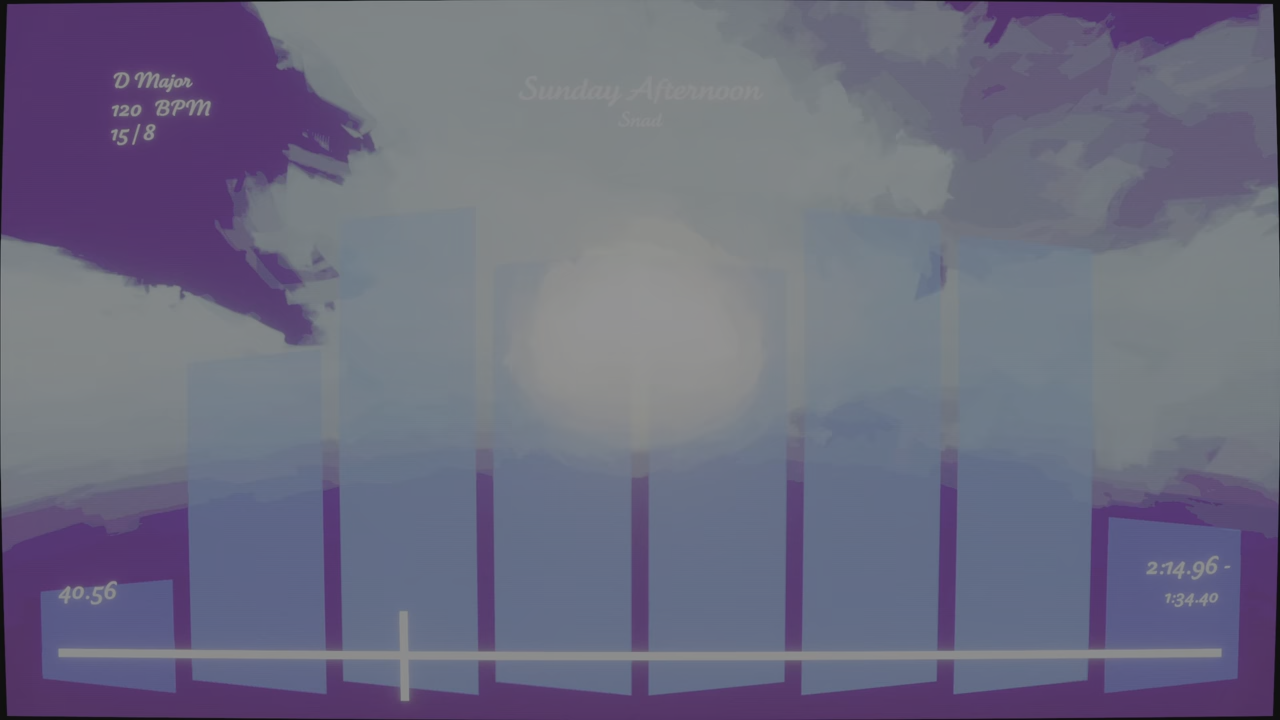 D Major
120 BPM
15/8
Sunday Afternoon
Snad
40.56
2:14.96 -
1:34.40